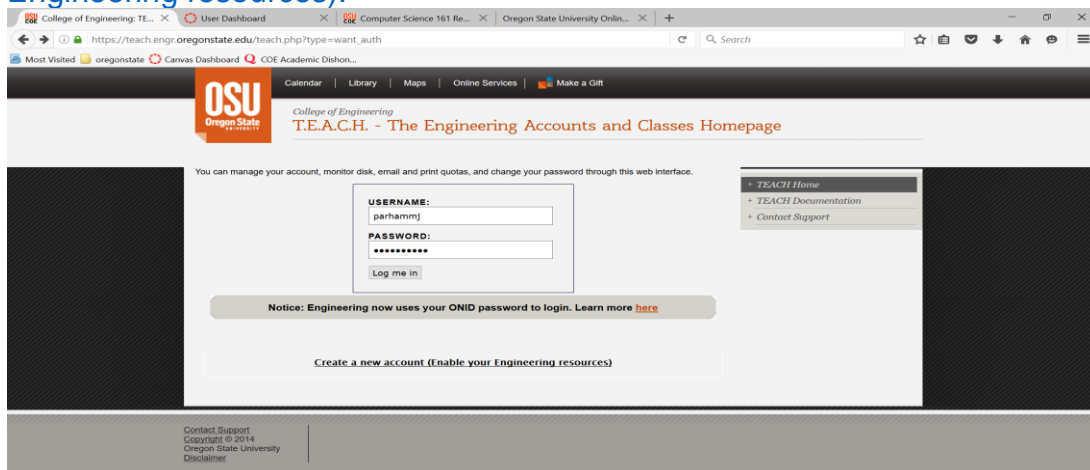 Engineering resources).
College of Engineering: TE...
User Dashboard
Computer Science 161 Re...
Oregon State University Onlin...
https://teach.engr.oregonstate.edu/teach.php?type=want_auth
Search
Most Visited
oregonstate
Canvas Dashboard
COE Academic Dishon...
OSU
Oregon State
UNIVERSITY
Calendar | Library | Maps | Online Services | Make a Gift
College of Engineering
T.E.A.C.H. - The Engineering Accounts and Classes Homepage
You can manage your account, monitor disk, email and print quotas, and change your password through this web interface.
USERNAME:
parhammj
PASSWORD:
••••••••••
Log me in
Notice: Engineering now uses your ONID password to login. Learn more here
Create a new account (Enable your Engineering resources)
+ TEACH Home
+ TEACH Documentation
+ Contact Support
Contact Support
Copyright © 2014
Oregon State University
Disclaimer